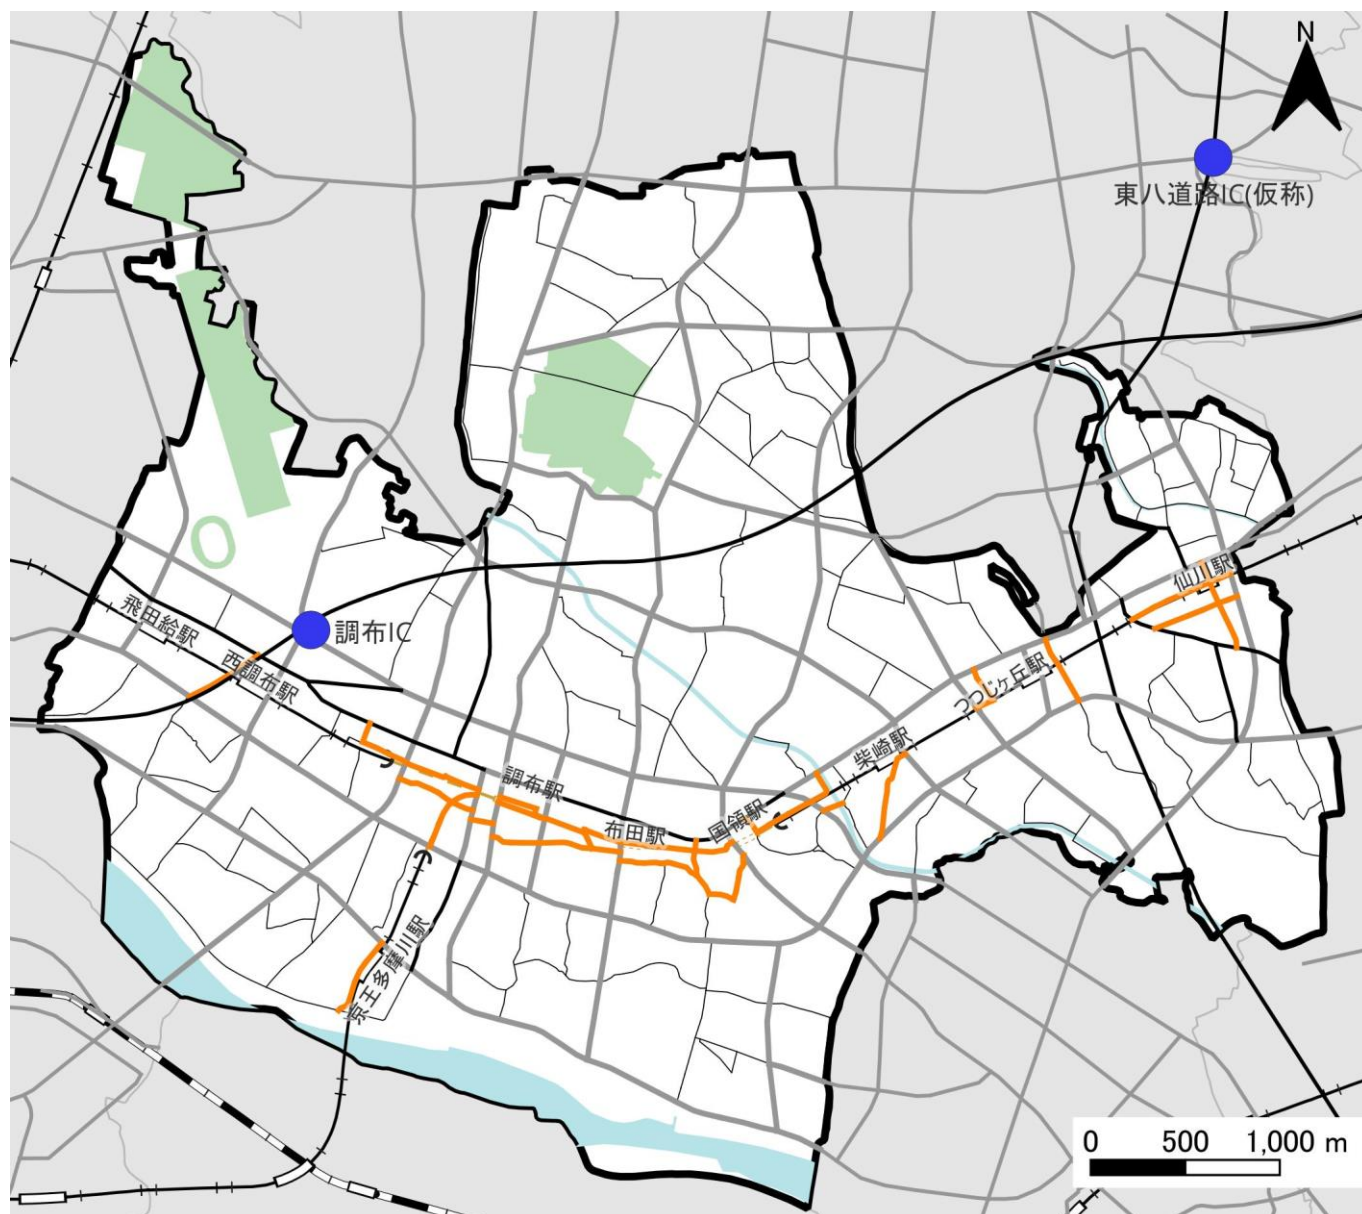 N
東八道路IC(仮称)
仙川駅
飛田給駅
調布IC
西調布駅
つつじヶ丘駅
柴崎駅
調布駅
国領駅
布田駅
京王多摩川駅
0 500 1,000 m